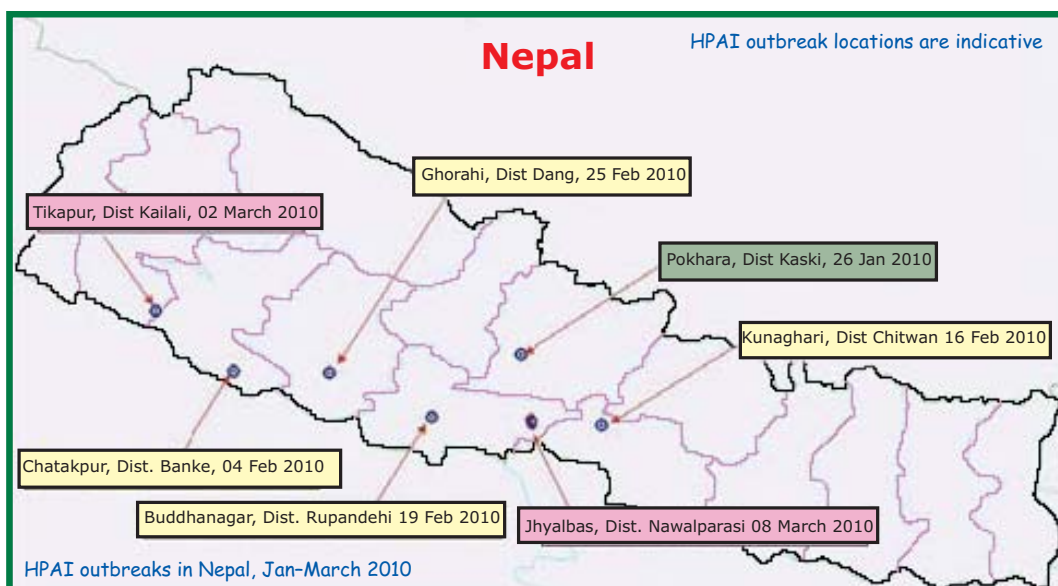 Nepal
HPAI outbreak locations are indicative
Ghorahi, Dist Dang, 25 Feb 2010
Tikapur, Dist Kailali, 02 March 2010
Pokhara, Dist Kaski, 26 Jan 2010
Kunaghari, Dist Chitwan 16 Feb 2010
Chatakpur, Dist. Banke, 04 Feb 2010
Buddhanagar, Dist. Rupandehi 19 Feb 2010
Jhyalbas, Dist. Nawalparasi 08 March 2010
HPAI outbreaks in Nepal, Jan–March 2010